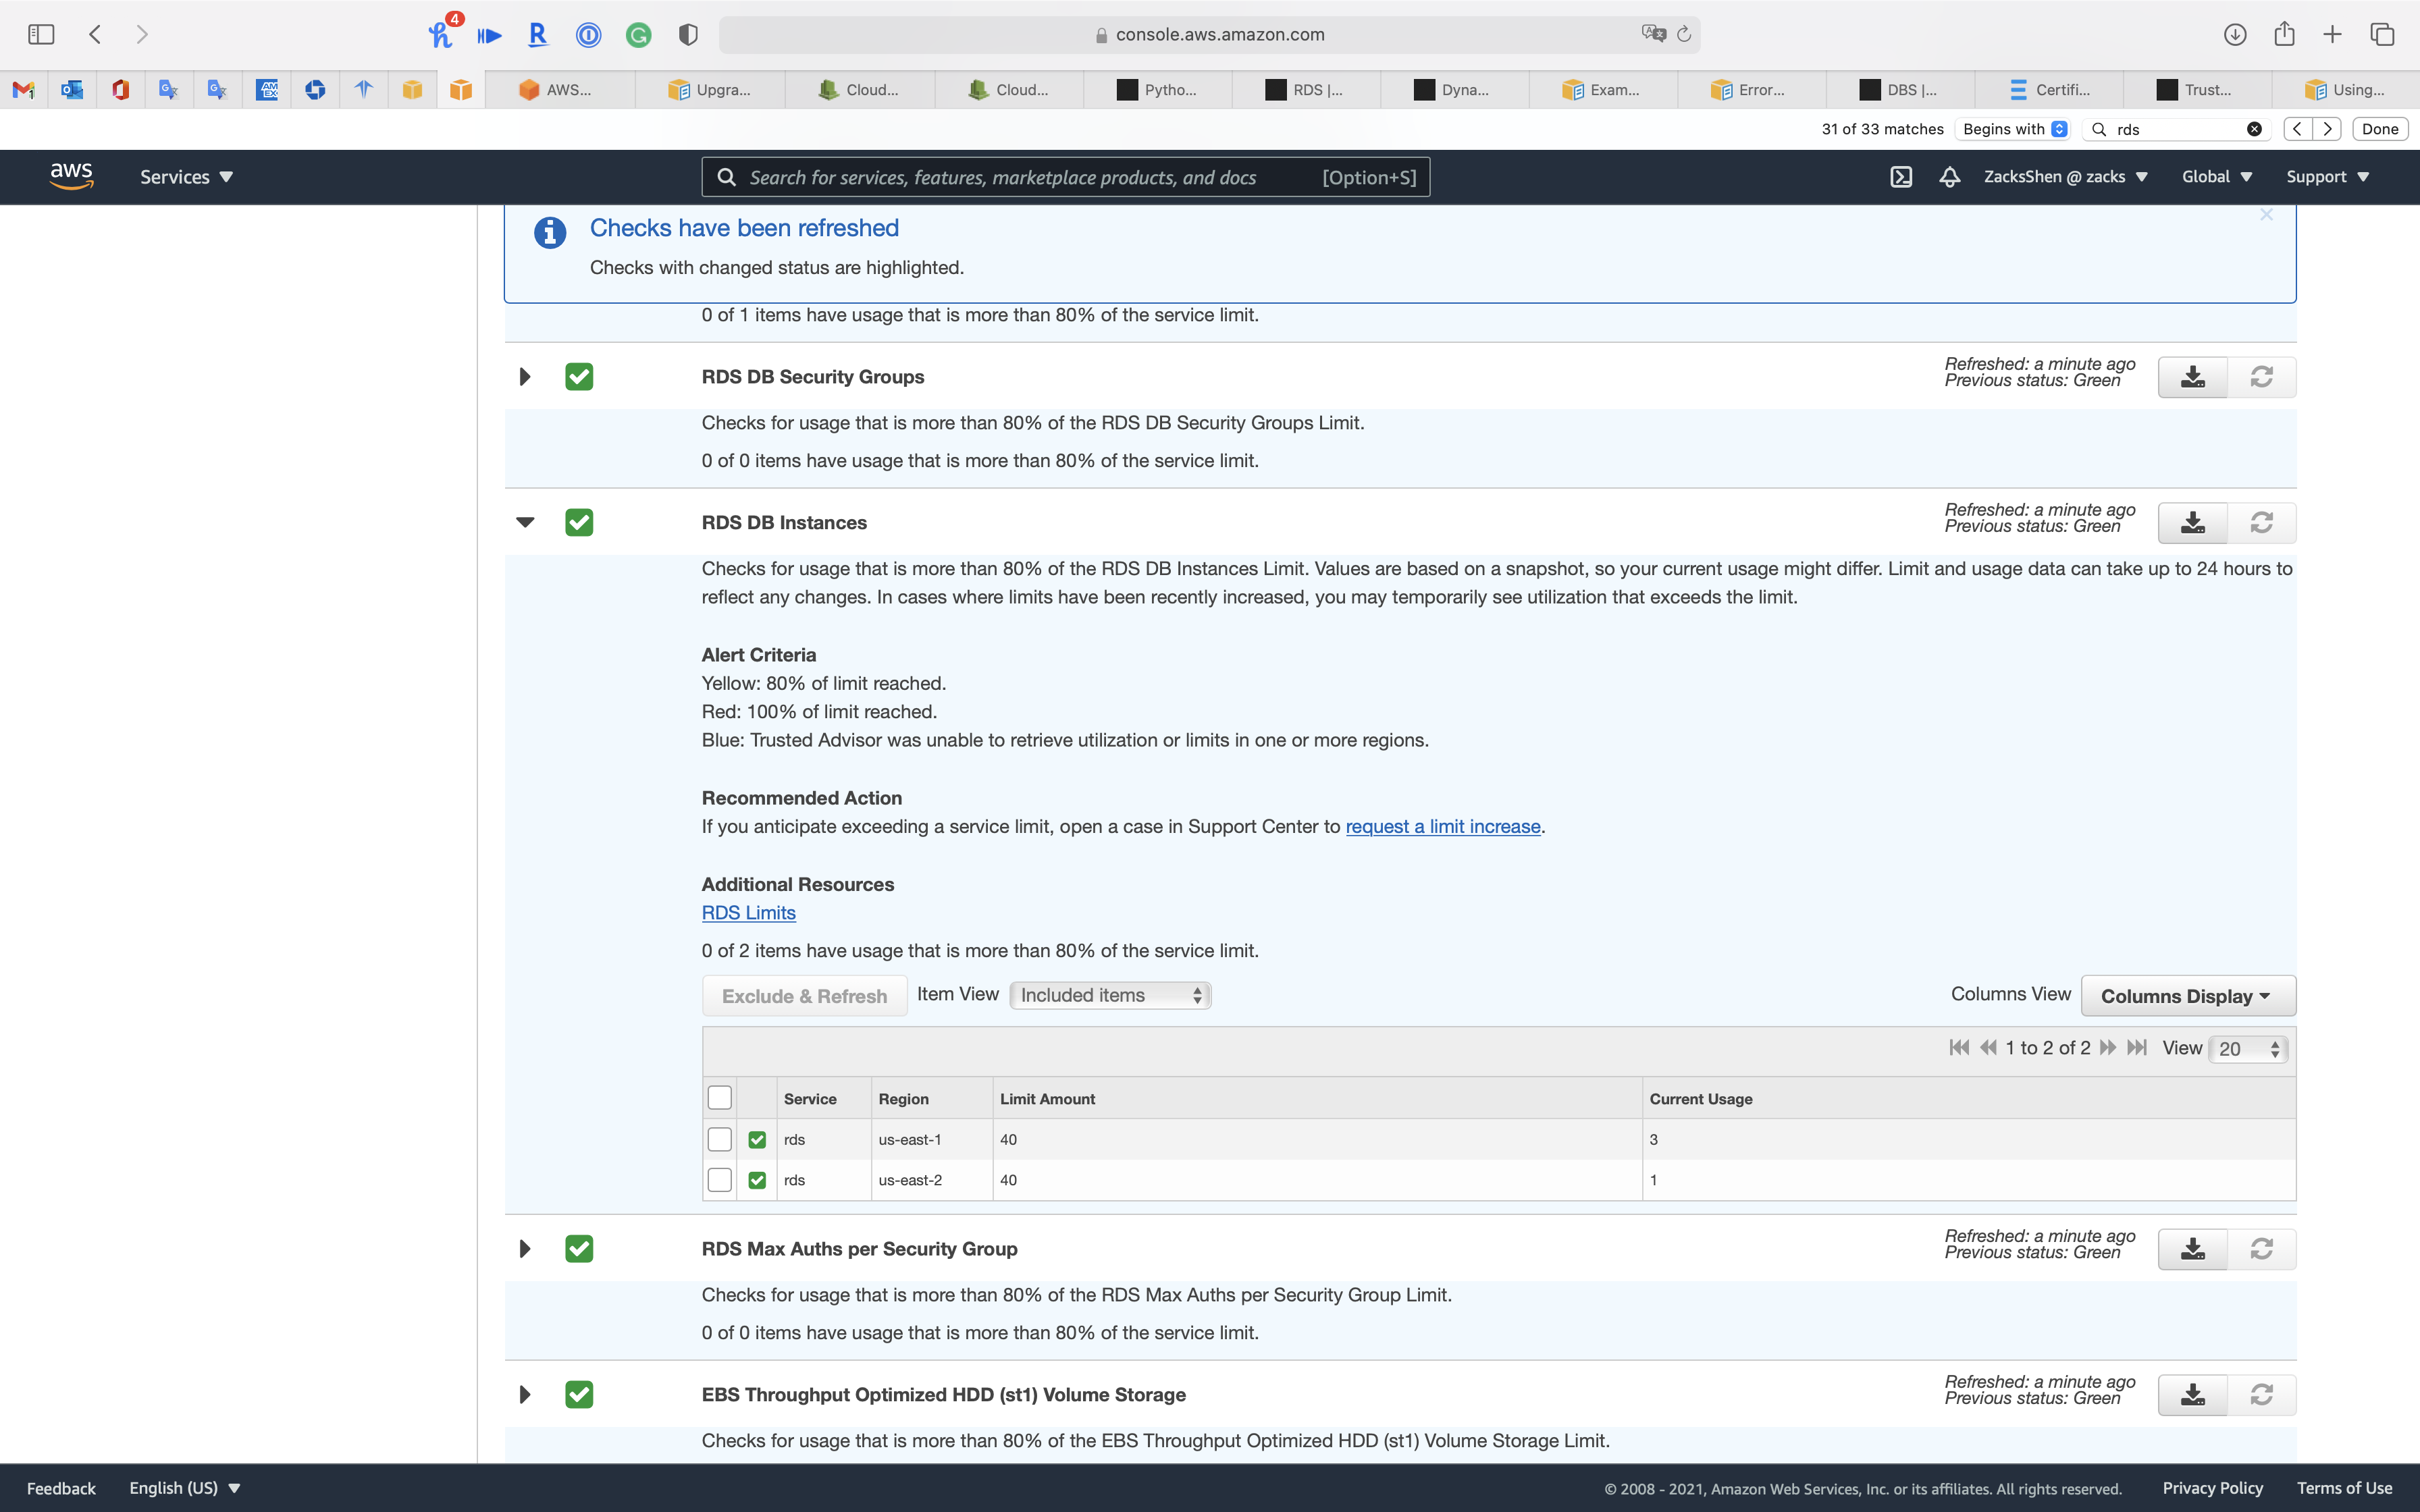 4
console.aws.amazon.com
AWS...
Upgra...
Cloud...
Cloud...
Pytho...
RDS |...
Dyna...
Exam...
Error...
DBS |...
Certifi...
Trust...
Using...
31 of 33 matches
Begins with
rds
Done
aws
Services
Search for services, features, marketplace products, and docs
[Option+S]
ZacksShen @ zacks
Global
Support
Checks have been refreshed
Checks with changed status are highlighted.
0 of 1 items have usage that is more than 80% of the service limit.
RDS DB Security Groups
Refreshed: a minute ago
Previous status: Green
Checks for usage that is more than 80% of the RDS DB Security Groups Limit.
0 of 0 items have usage that is more than 80% of the service limit.
RDS DB Instances
Refreshed: a minute ago
Previous status: Green
Checks for usage that is more than 80% of the RDS DB Instances Limit. Values are based on a snapshot, so your current usage might differ. Limit and usage data can take up to 24 hours to
reflect any changes. In cases where limits have been recently increased, you may temporarily see utilization that exceeds the limit.
Alert Criteria
Yellow: 80% of limit reached.
Red: 100% of limit reached.
Blue: Trusted Advisor was unable to retrieve utilization or limits in one or more regions.
Recommended Action
If you anticipate exceeding a service limit, open a case in Support Center to request a limit increase.
Additional Resources
RDS Limits
0 of 2 items have usage that is more than 80% of the service limit.
Exclude & Refresh
Item View
Included items
Columns View
Columns Display
1 to 2 of 2
View
20
Service Region Limit Amount Current Usage
rds us-east-1 40 3
rds us-east-2 40 1
RDS Max Auths per Security Group
Refreshed: a minute ago
Previous status: Green
Checks for usage that is more than 80% of the RDS Max Auths per Security Group Limit.
0 of 0 items have usage that is more than 80% of the service limit.
EBS Throughput Optimized HDD (st1) Volume Storage
Refreshed: a minute ago
Previous status: Green
Checks for usage that is more than 80% of the EBS Throughput Optimized HDD (st1) Volume Storage Limit.
Feedback
English (US)
© 2008 - 2021, Amazon Web Services, Inc. or its affiliates. All rights reserved.
Privacy Policy
Terms of Use